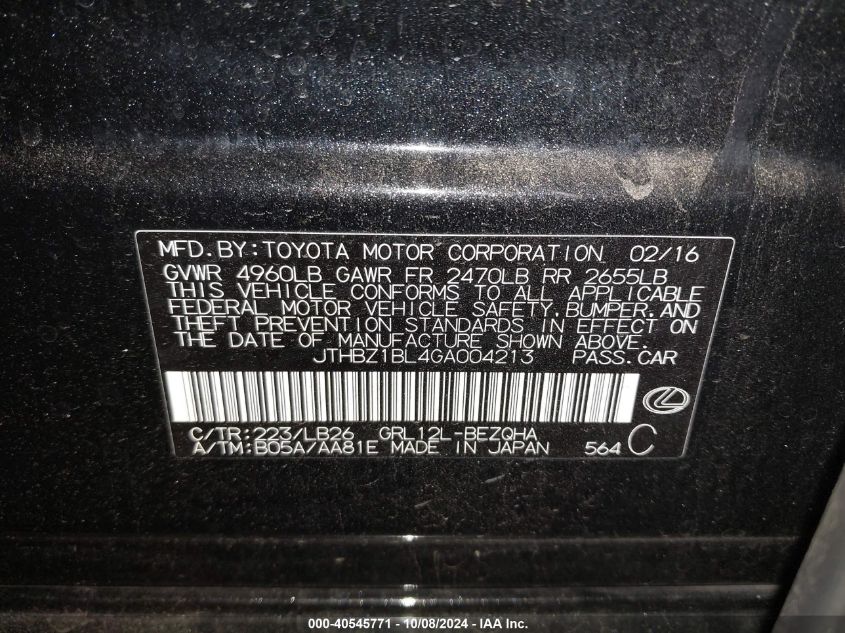 MFD. BY: TOYOTA MOTOR CORPORATION 02/16
GVWR 4960LB GAWR FR 2470LB RR 2655LB
THIS VEHICLE CONFORMS TO ALL APPLICABLE
FEDERAL MOTOR VEHICLE SAFETY, BUMPER, AND
THEFT PREVENTION STANDARDS IN EFFECT ON
THE DATE OF MANUFACTURE SHOWN ABOVE.
JTHBZ1BL4GA004213 PASS. CAR
C/TR: 223/LB26 GRL12L-BEZQHA
A/TM: B05A/AA81E MADE IN JAPAN 564 C
000-40545771 - 10/08/2024 - IAAI Inc.